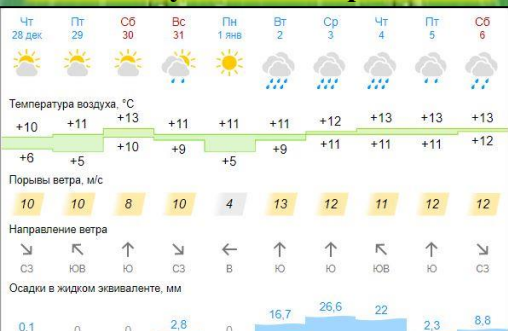 Чт Пт Сб Вс Пн Вт Ср Чт Пт Сб
28 дек 29 30 31 1 янв 2 3 4 5 6
Температура воздуха, °C
+10 +11 +13 +11 +11 +11 +12 +13 +13 +13
+6 +5 +10 +9 +5 +9 +11 +11 +11 +12
Порывы ветра, м/с
10 10 8 10 4 13 12 11 12 12
Направление ветра
СЗ ЮВ Ю СЗ В Ю Ю ЮВ Ю СЗ
Осадки в жидком эквиваленте, мм
0,1 0 0 2,8 0 16,7 26,6 22 2,3 8,8